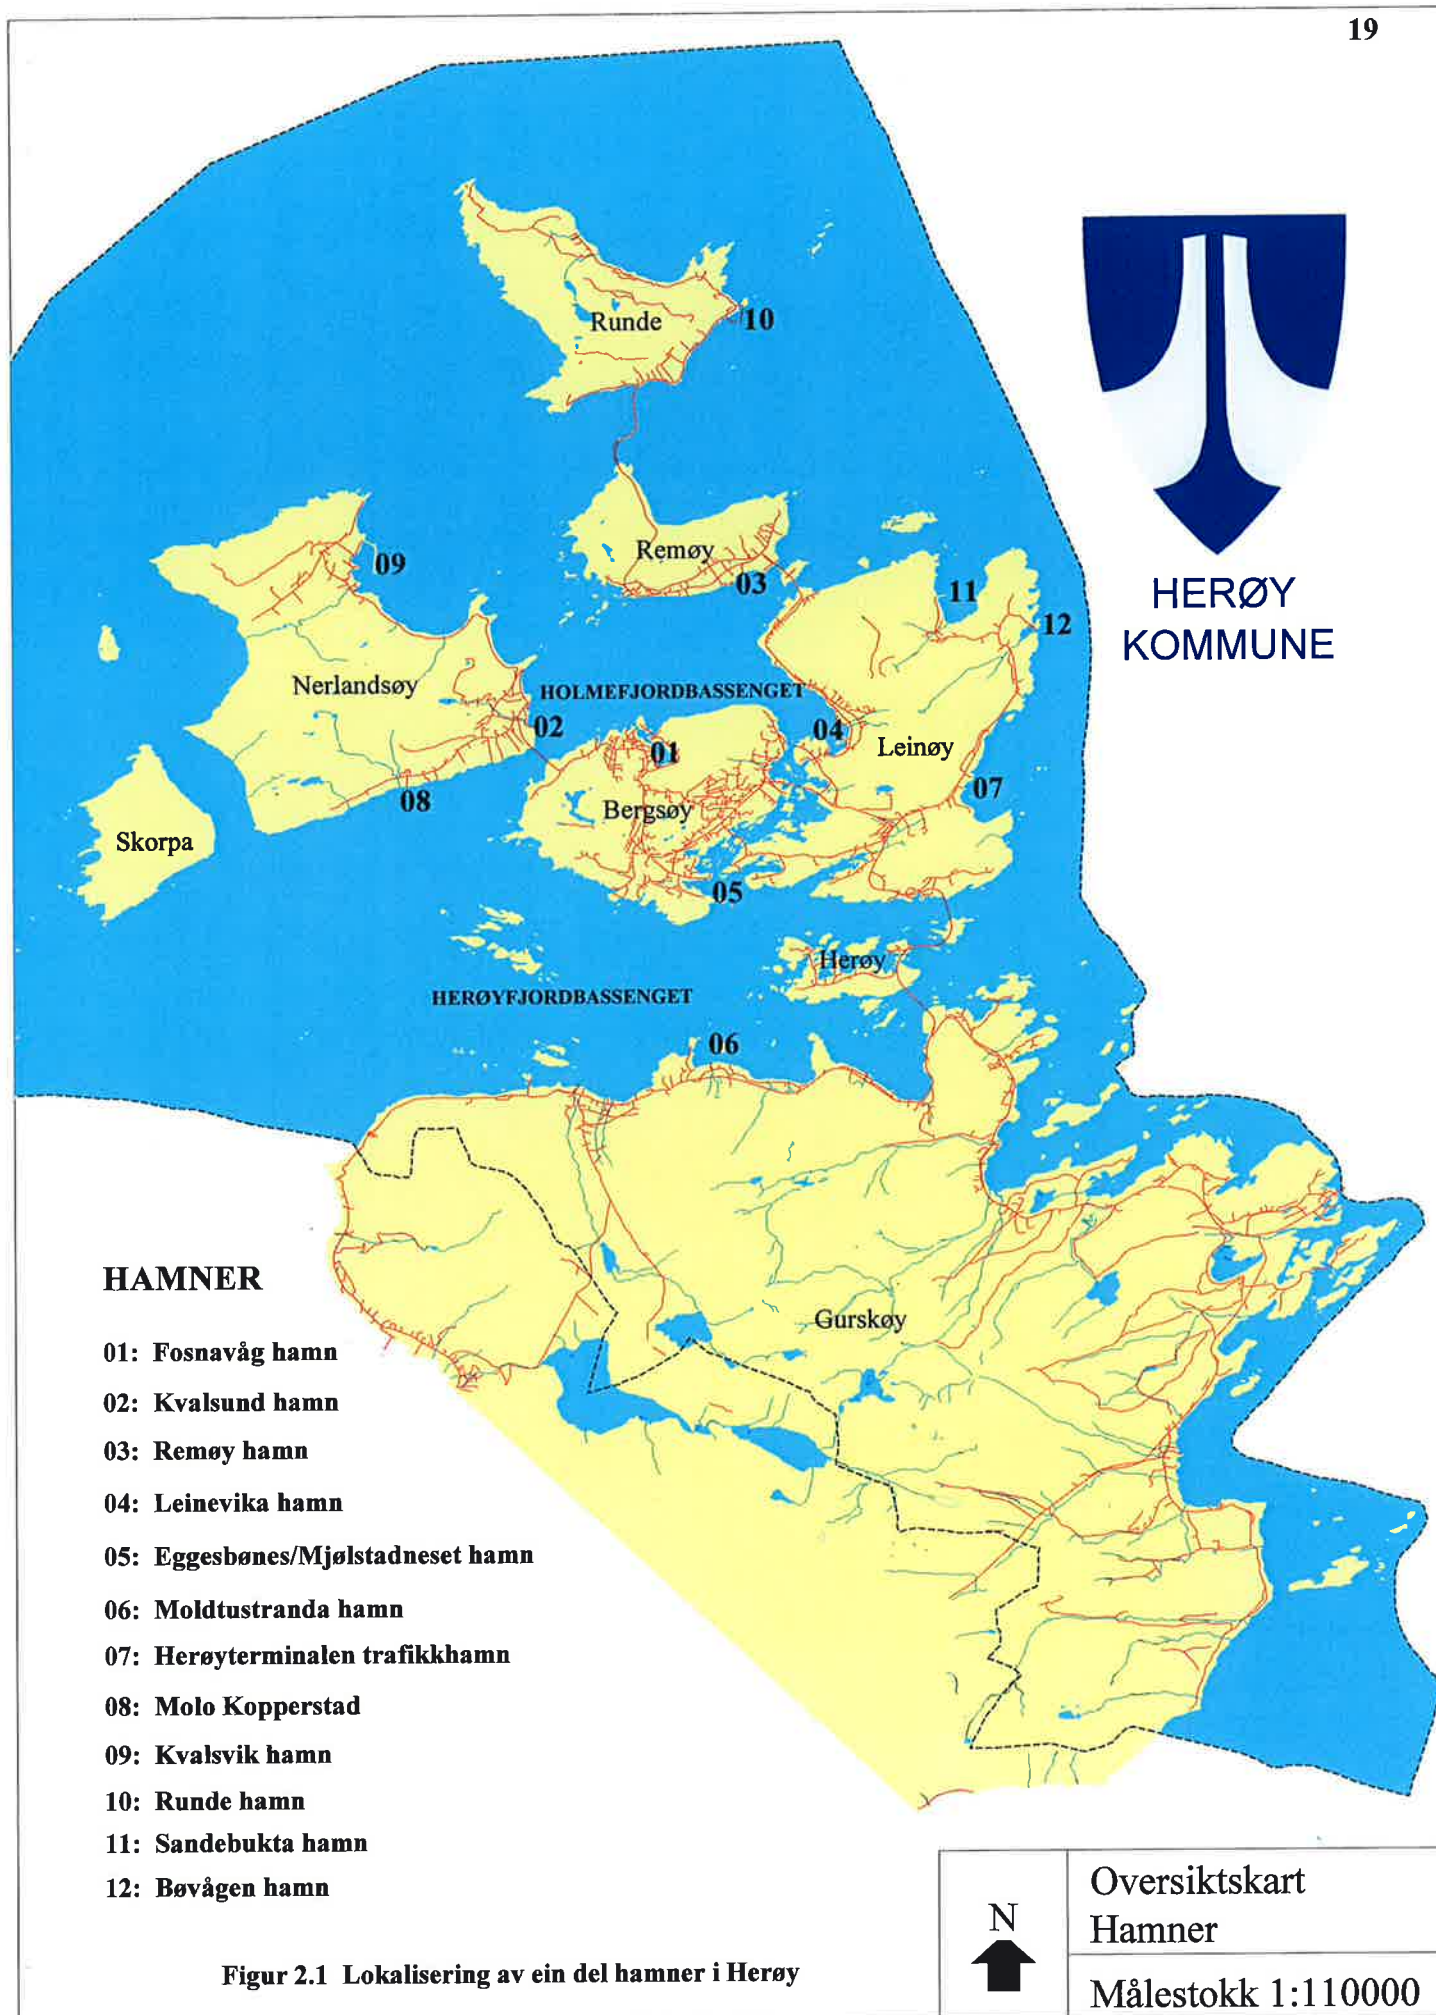 19
Runde
10
Remøy
03
09
11
12
HERØY
KOMMUNE
Nerlandsøy
HOLMEFJORDBASSENGET
02
01
04
Leinøy
07
08
Bergsøy
Skorpa
05
Herøy
HERØYFJORDBASSENGET
06
Gurskøy
HAMNER
01: Fosnavåg hamn
02: Kvalsund hamn
03: Remøy hamn
04: Leinevika hamn
05: Eggesbønes/Mjølstadneset hamn
06: Moldtustranda hamn
07: Herøyterminalen trafikkhamn
08: Molo Kopperstad
09: Kvalsvik hamn
10: Runde hamn
11: Sandebukta hamn
12: Bøvågen hamn
Figur 2.1 Lokalisering av ein del hamner i Herøy
N
Oversiktskart
Hamner
Målestokk 1:110000